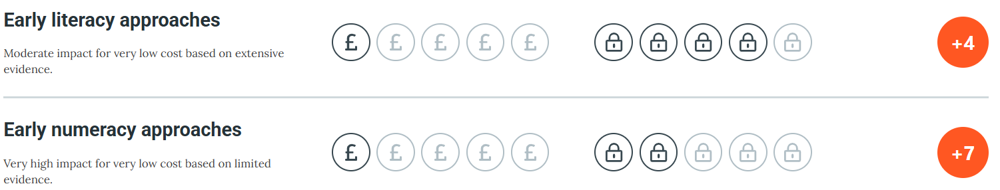 Early literacy approaches
Moderate impact for very low cost based on extensive
evidence.
£ £ £ £ £
+4
Early numeracy approaches
Very high impact for very low cost based on limited
evidence.
£ £ £ £ £
+7